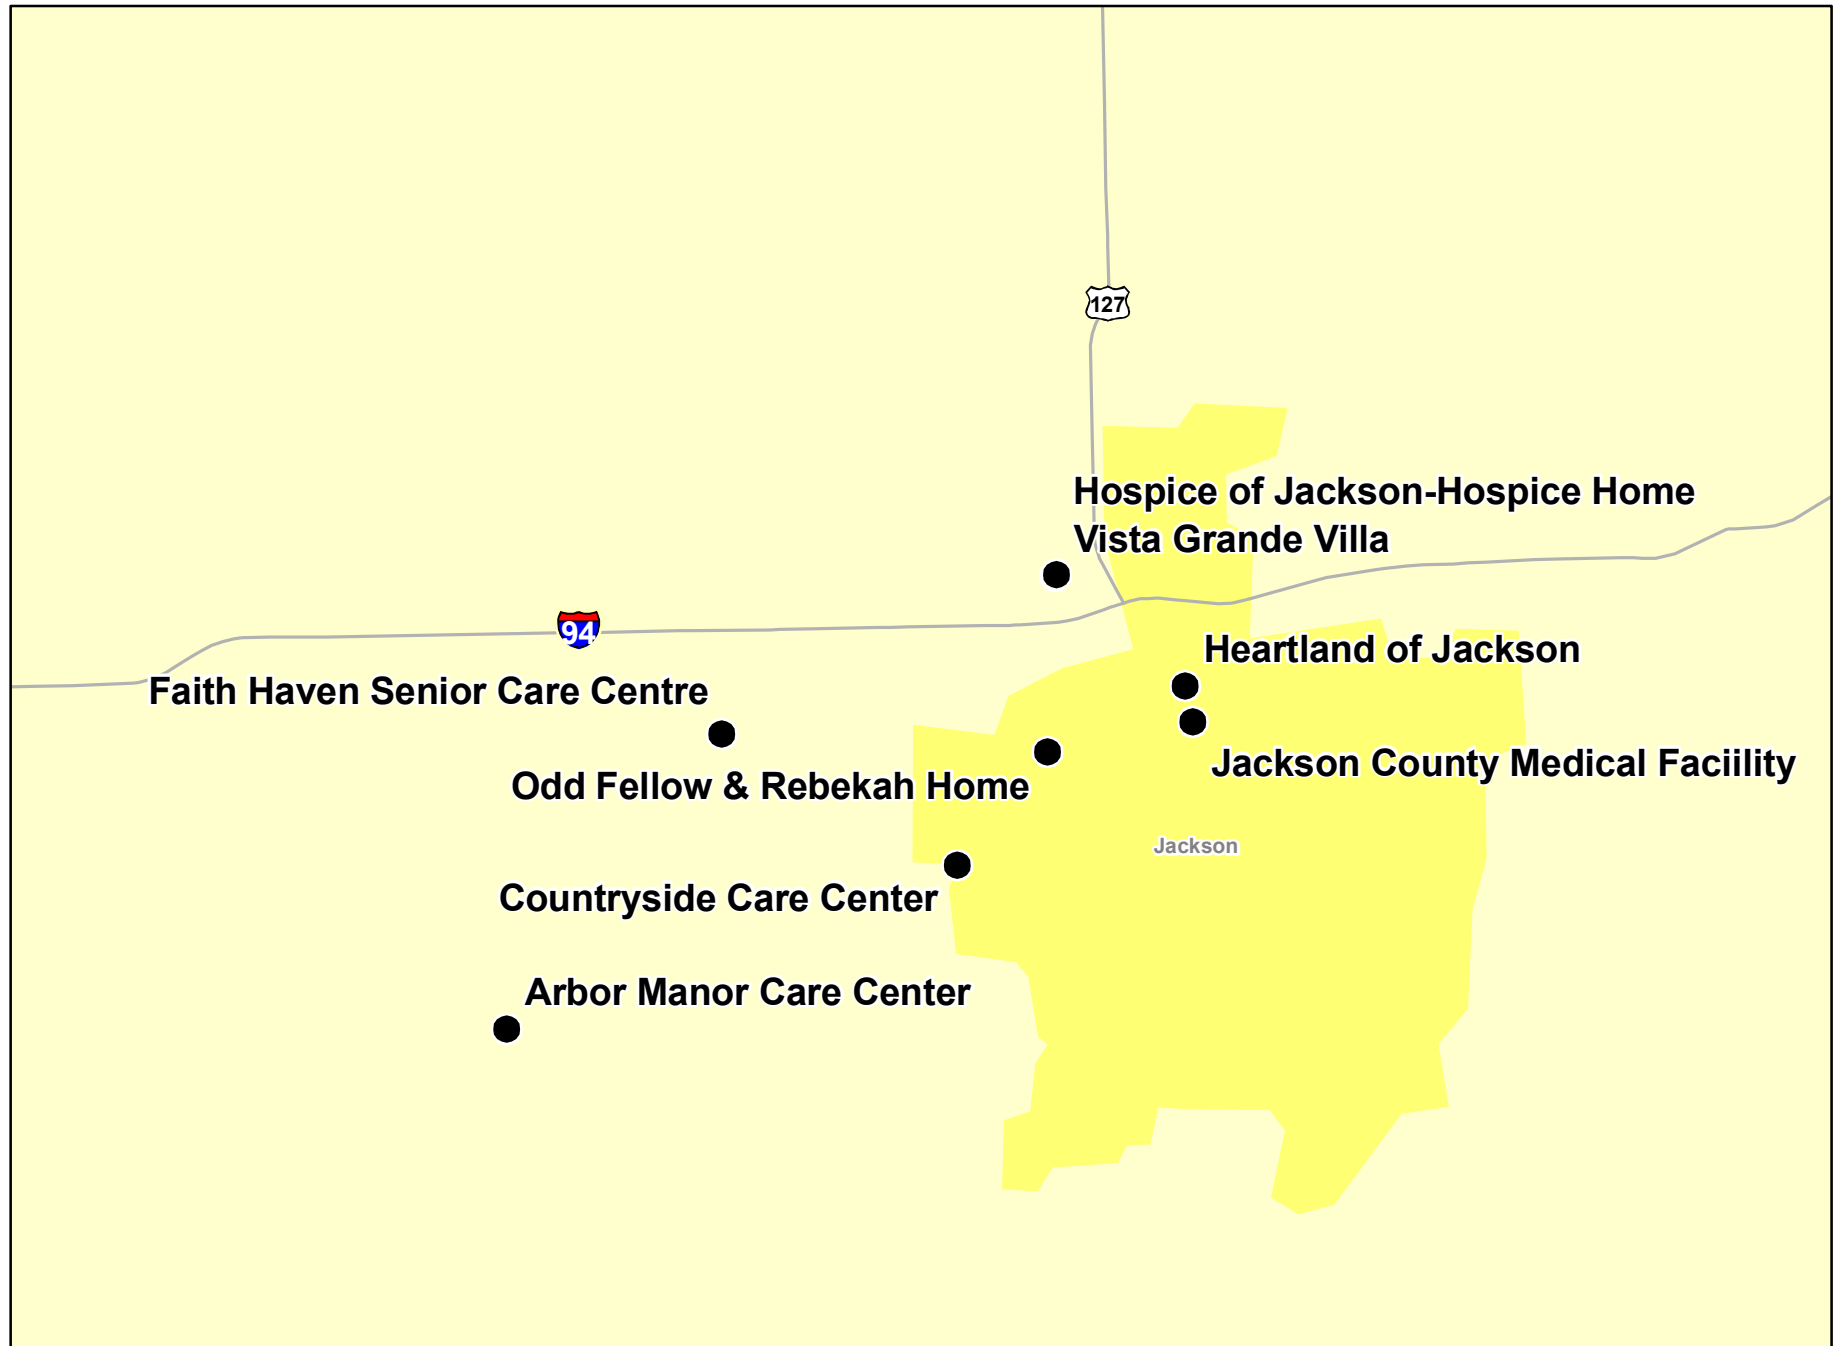 127
Hospice of Jackson-Hospice Home
Vista Grande Villa
94
Heartland of Jackson
Faith Haven Senior Care Centre
Jackson County Medical Faciility
Odd Fellow & Rebekah Home
Jackson
Countryside Care Center
Arbor Manor Care Center